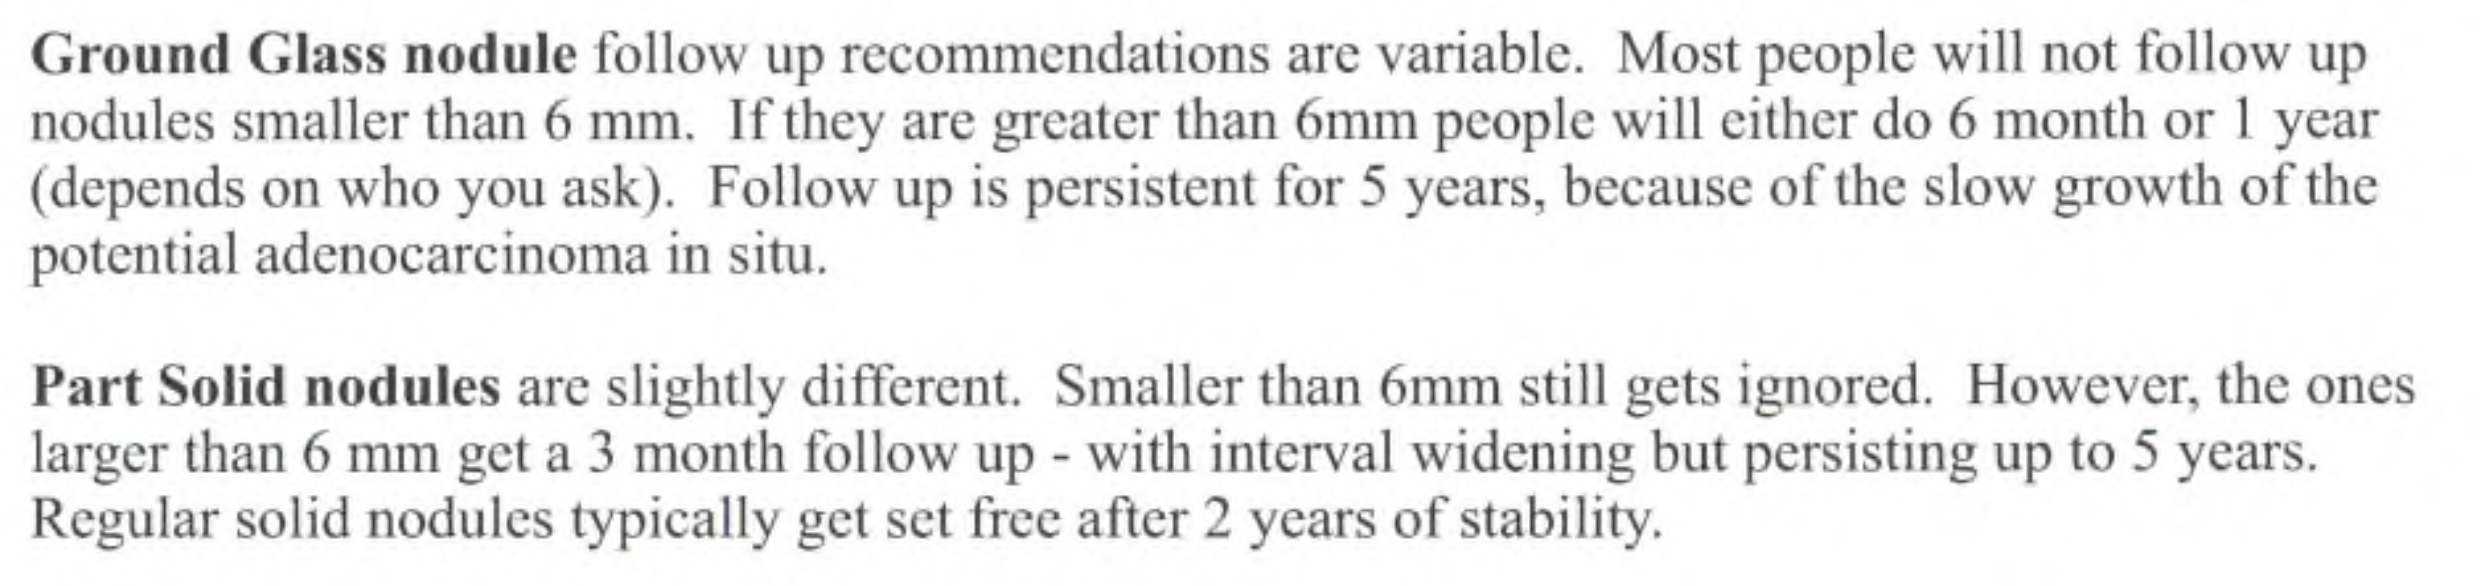 Ground Glass nodule follow up recommendations are variable. Most people will not follow up
nodules smaller than 6 mm. If they are greater than 6mm people will either do 6 month or 1 year
(depends on who you ask). Follow up is persistent for 5 years, because of the slow growth of the
potential adenocarcinoma in situ.
Part Solid nodules are slightly different. Smaller than 6mm still gets ignored. However, the ones
larger than 6 mm get a 3 month follow up - with interval widening but persisting up to 5 years.
Regular solid nodules typically get set free after 2 years of stability.